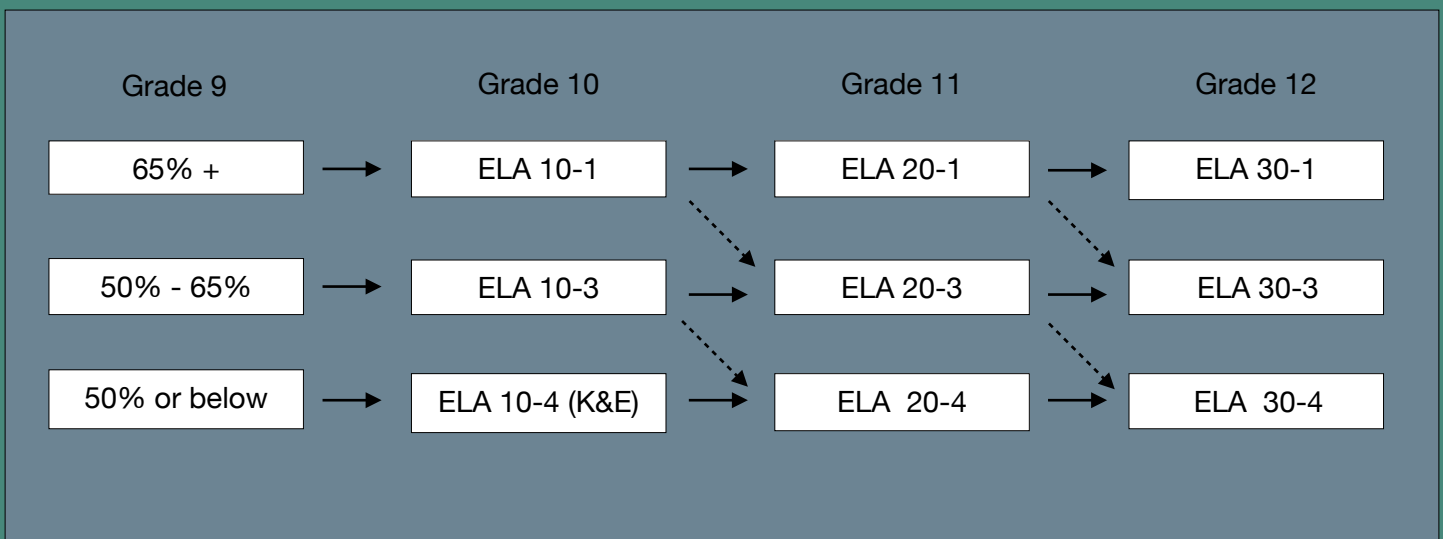 Grade 9
Grade 10
Grade 11
Grade 12
65% +
ELA 10-1
ELA 20-1
ELA 30-1
50% - 65%
ELA 10-3
ELA 20-3
ELA 30-3
50% or below
ELA 10-4 (K&E)
ELA 20-4
ELA 30-4